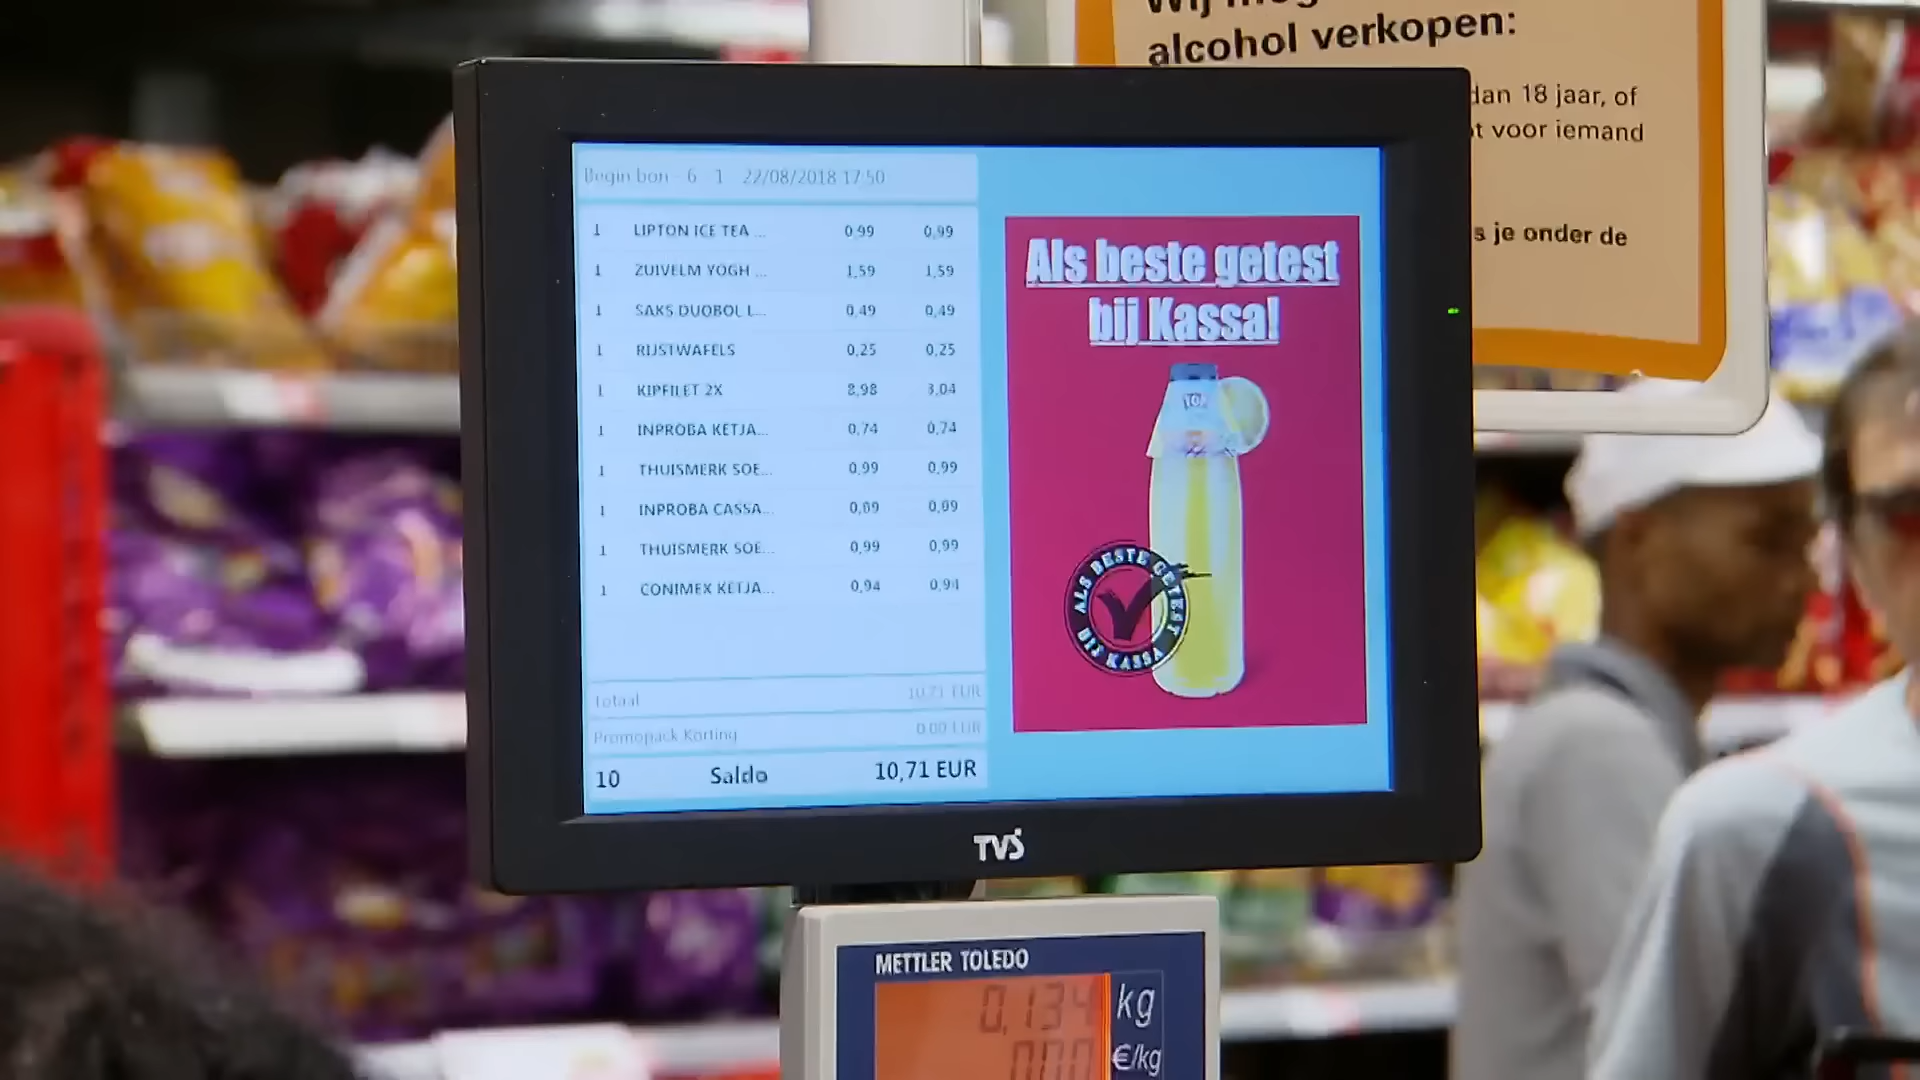 alcohol verkopen:
dan 18 jaar, of
voor iemand
s je onder de
Begin bon 6 1 22/08/2018 17:50
1 LIPTON ICE TEA ... 0,99 0,99
1 ZUIVELM YOGH ... 1,59 1,59
1 SAKS DUOBOL L... 0,49 0,49
1 RIJSTWAFELS 0,25 0,25
1 KIPFILET 2X 3,04
1 INPROBA KETJA... 0,74 0,74
1 THUISMERK SOE... 0,99 0,99
1 INPROBA CASSA...
1 THUISMERK SOE... 0,99 0,99
1 CONIMEX KETJA... 0,94 0,94
Totaal 10,71 EUR
Promopack Korting 0,00 EUR
10 Saldo 10,71 EUR
Als beste getest
bij Kassa!
ALS BESTE GETEST
BIJ KASSA
TVS
METTLER TOLEDO
0,134 kg
€/kg